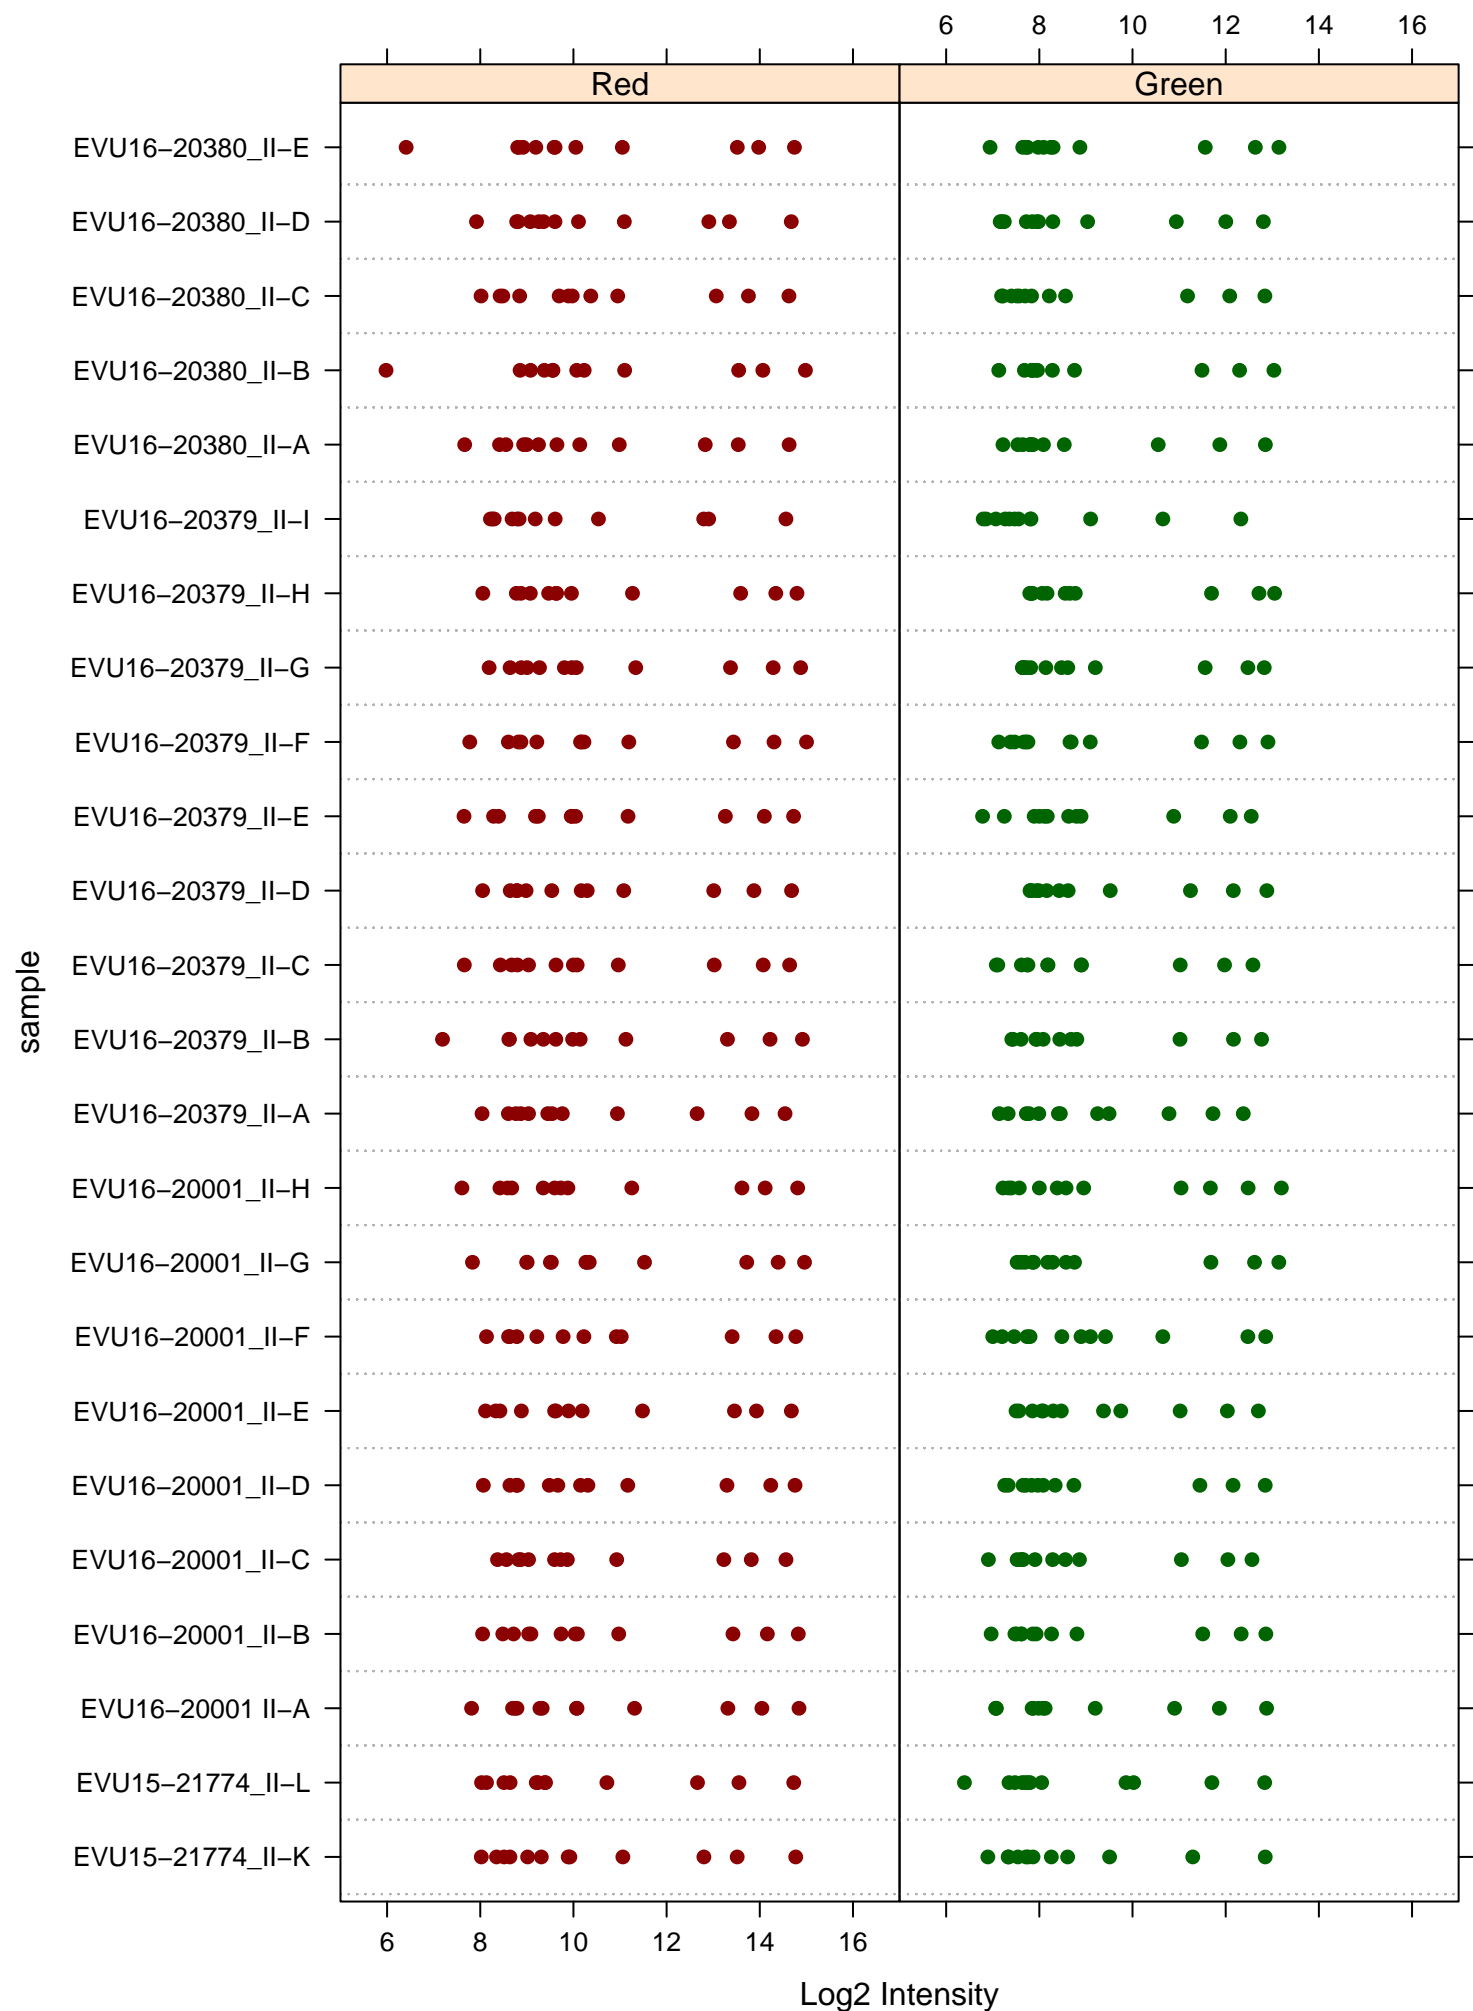 6 8 10 12 14 16
Red Green
EVU16−20380_II−E
EVU16−20380_II−D
EVU16−20380_II−C
EVU16−20380_II−B
EVU16−20380_II−A
EVU16−20379_II−I
EVU16−20379_II−H
EVU16−20379_II−G
EVU16−20379_II−F
EVU16−20379_II−E
EVU16−20379_II−D
EVU16−20379_II−C
EVU16−20379_II−B
EVU16−20379_II−A
EVU16−20001_II−H
EVU16−20001_II−G
EVU16−20001_II−F
EVU16−20001_II−E
EVU16−20001_II−D
EVU16−20001_II−C
EVU16−20001_II−B
EVU16−20001 II−A
EVU15−21774_II−L
EVU15−21774_II−K
sample
6 8 10 12 14 16
Log2 Intensity